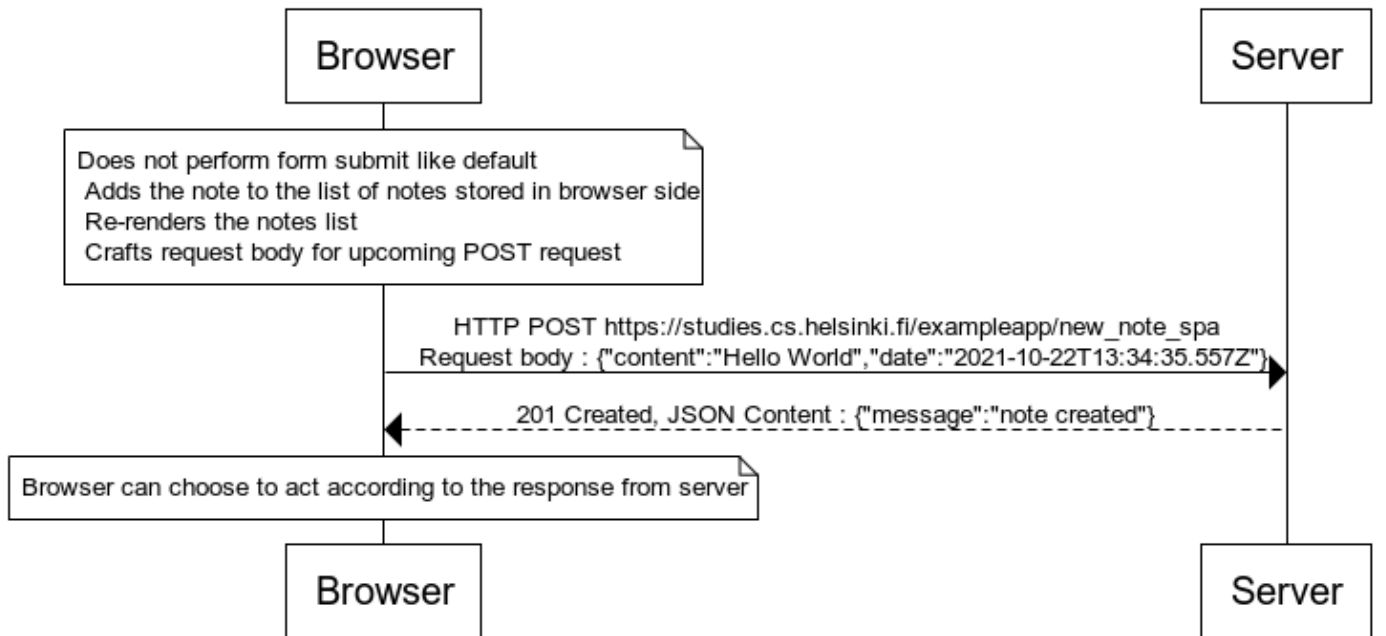 Browser
Server
Does not perform form submit like default
Adds the note to the list of notes stored in browser side
Re-renders the notes list
Crafts request body for upcoming POST request
HTTP POST https://studies.cs.helsinki.fi/exampleapp/new_note_spa
Request body : {"content":"Hello World","date":"2021-10-22T13:34:35.557Z"}
201 Created, JSON Content : {"message":"note created"}
Browser can choose to act according to the response from server
Browser
Server